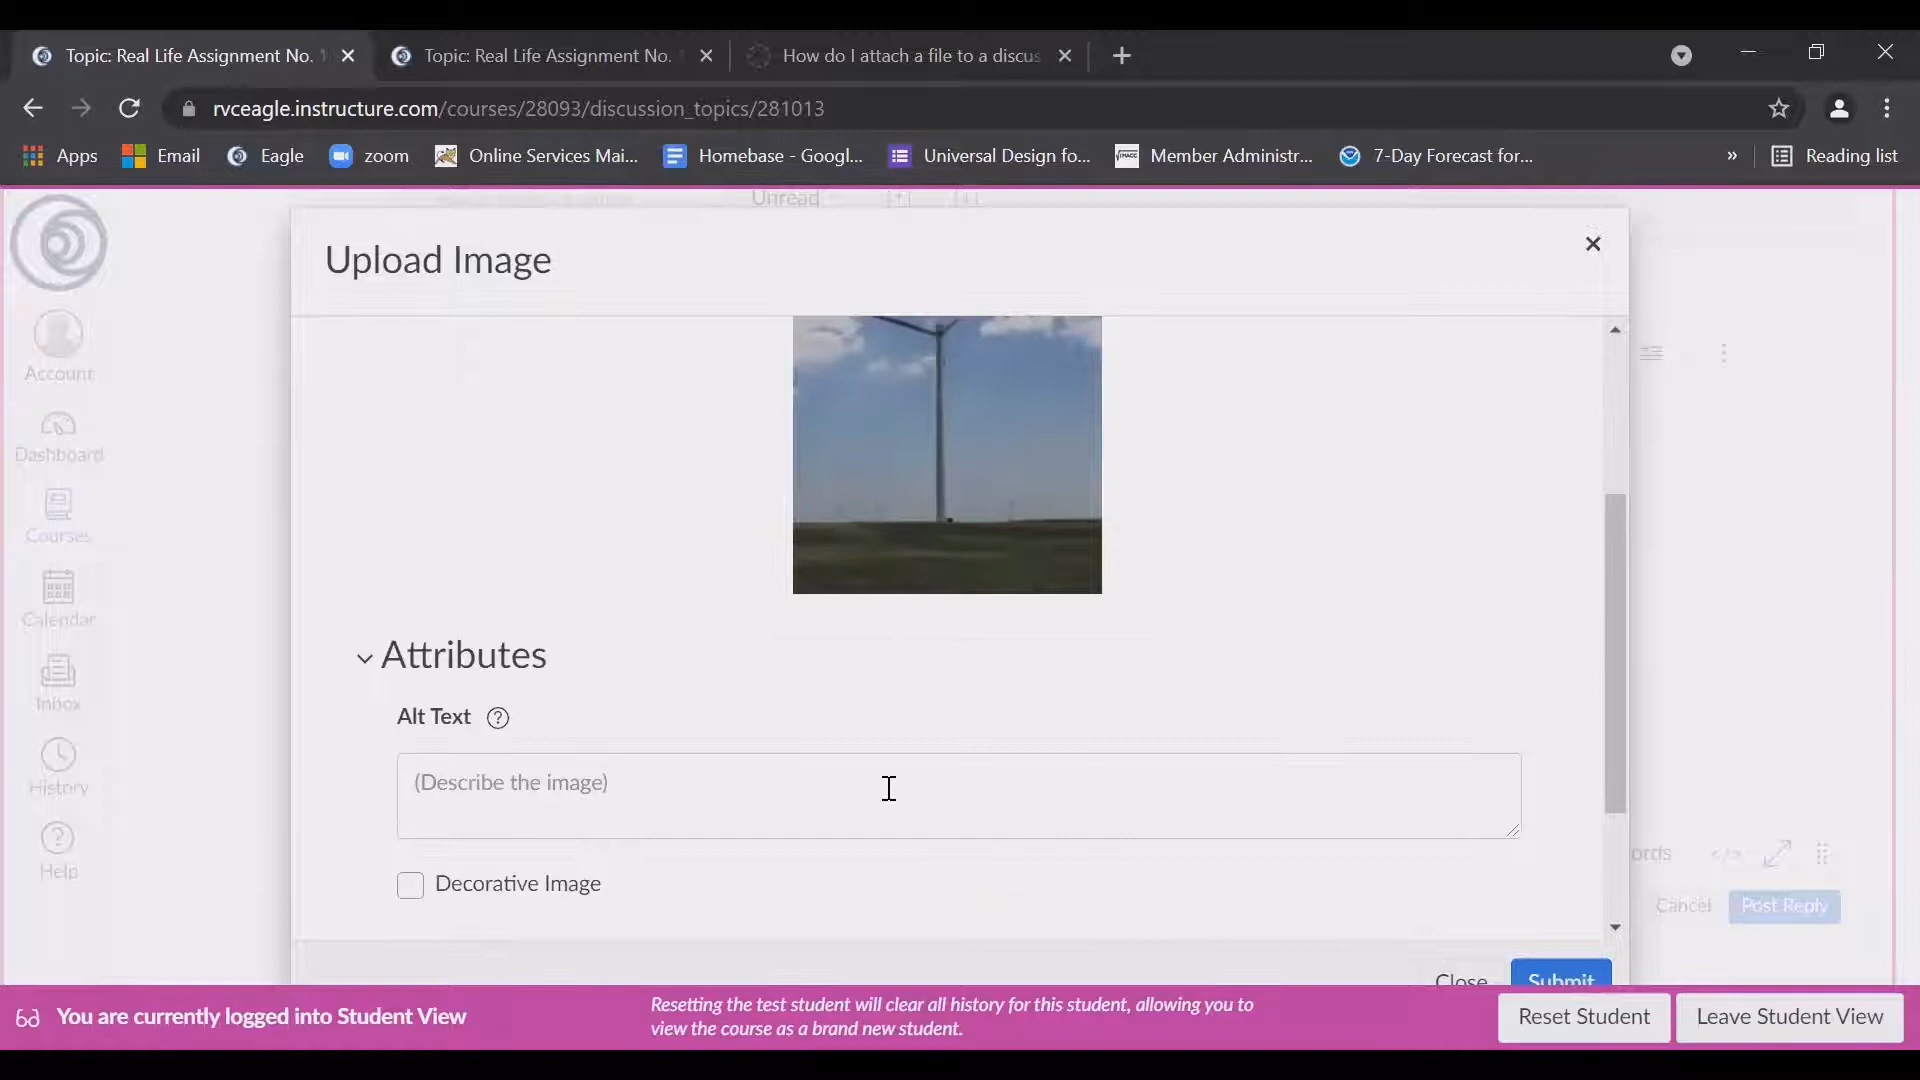 Topic: Real Life Assignment No. 1
Topic: Real Life Assignment No.
How do I attach a file to a discus
rvceagle.instructure.com/courses/28093/discussion_topics/281013
Apps
Email
Eagle
zoom
Online Services Mai...
Homebase - Googl...
Universal Design fo...
Member Administr...
7-Day Forecast for...
»
Reading list
Unread
Upload Image
Account
Dashboard
Courses
Calendar
Inbox
History
Help
Attributes
Alt Text
(Describe the image)
Decorative Image
ords
</>
Cancel
Post Reply
Close
Submit
You are currently logged into Student View
Resetting the test student will clear all history for this student, allowing you to
view the course as a brand new student.
Reset Student
Leave Student View